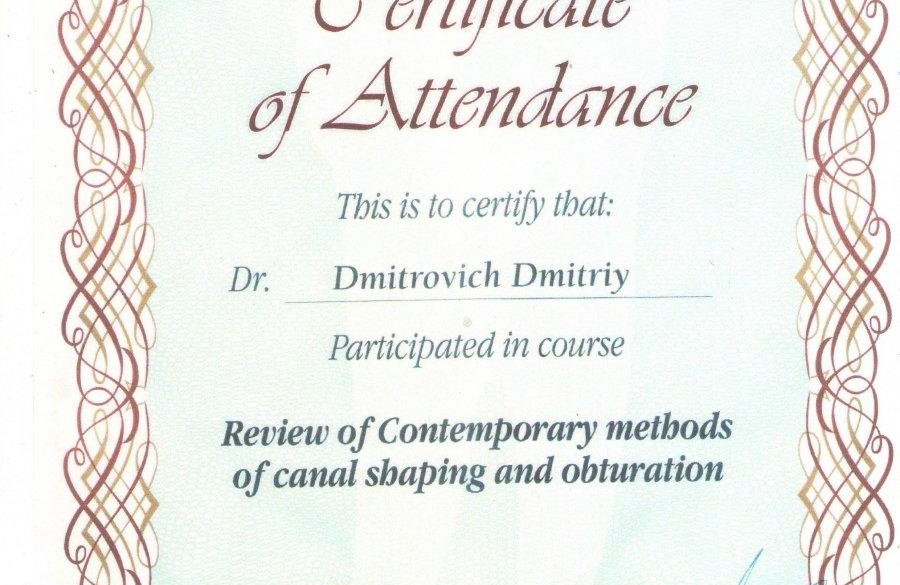 Certificate
of Attendance
This is to certify that:
Dr. Dmitrovich Dmitriy
Participated in course
Review of Contemporary methods
of canal shaping and obturation